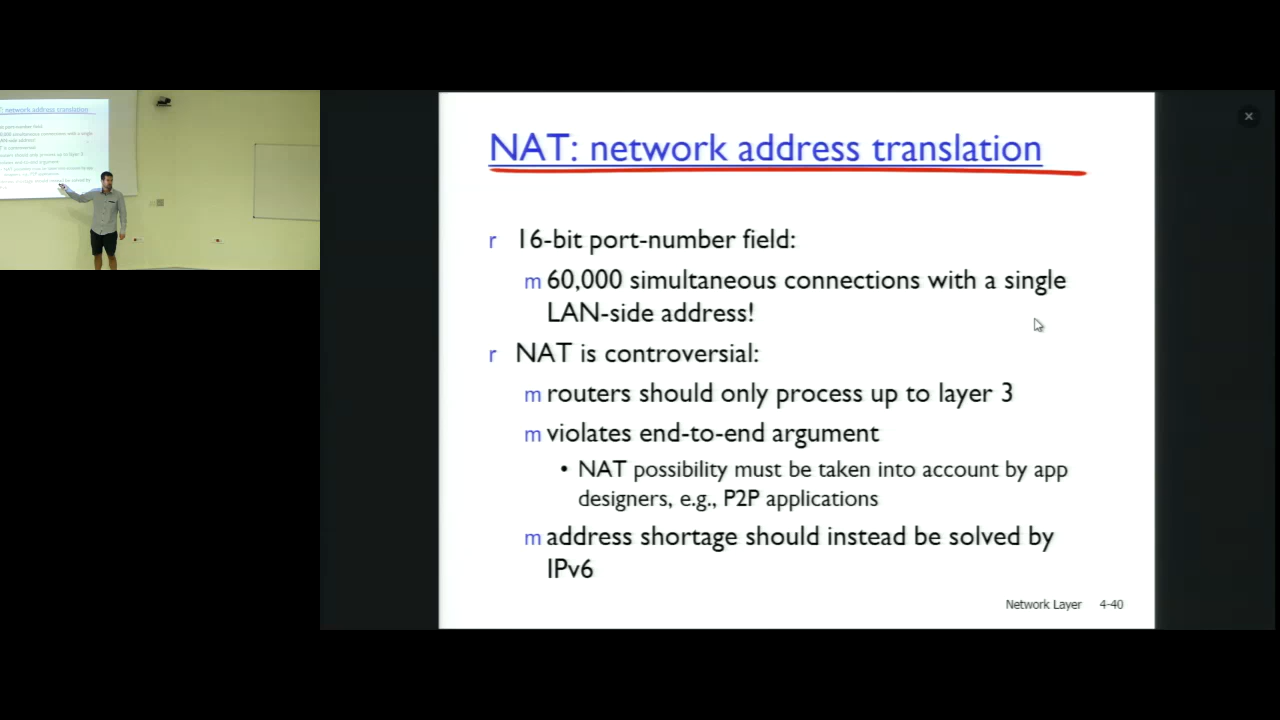 NAT: network address translation
r 16-bit port-number field:
m 60,000 simultaneous connections with a single
LAN-side address!
r NAT is controversial:
m routers should only process up to layer 3
m violates end-to-end argument
• NAT possibility must be taken into account by app
designers, e.g., P2P applications
m address shortage should instead be solved by
IPv6
Network Layer 4-40
network address translation